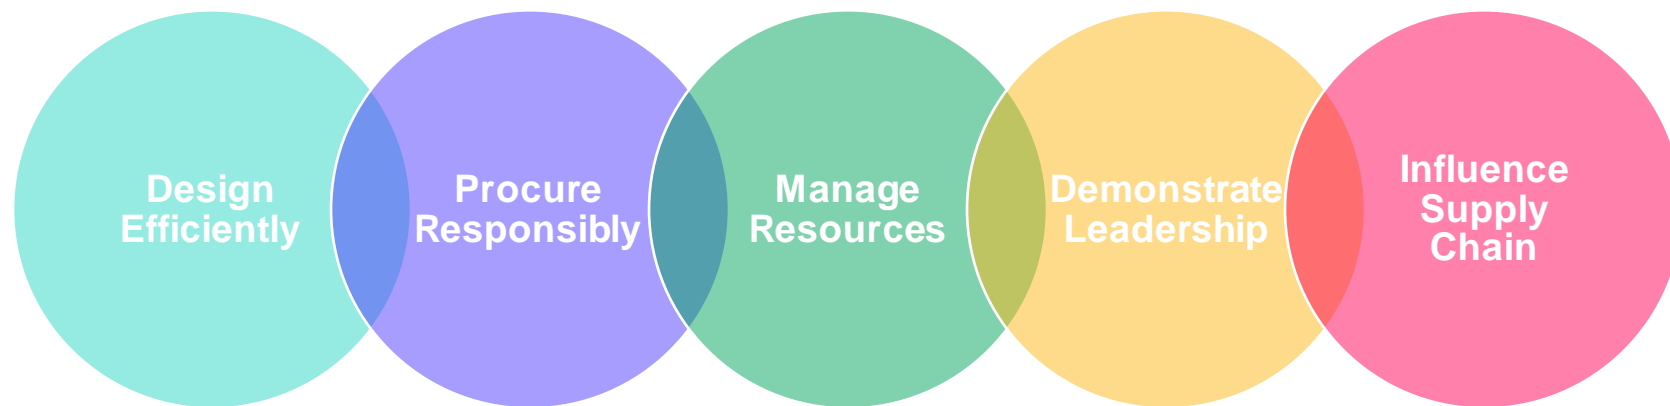 Design
Efficiently
Procure
Responsibly
Manage
Resources
Demonstrate
Leadership
Influence
Supply
Chain